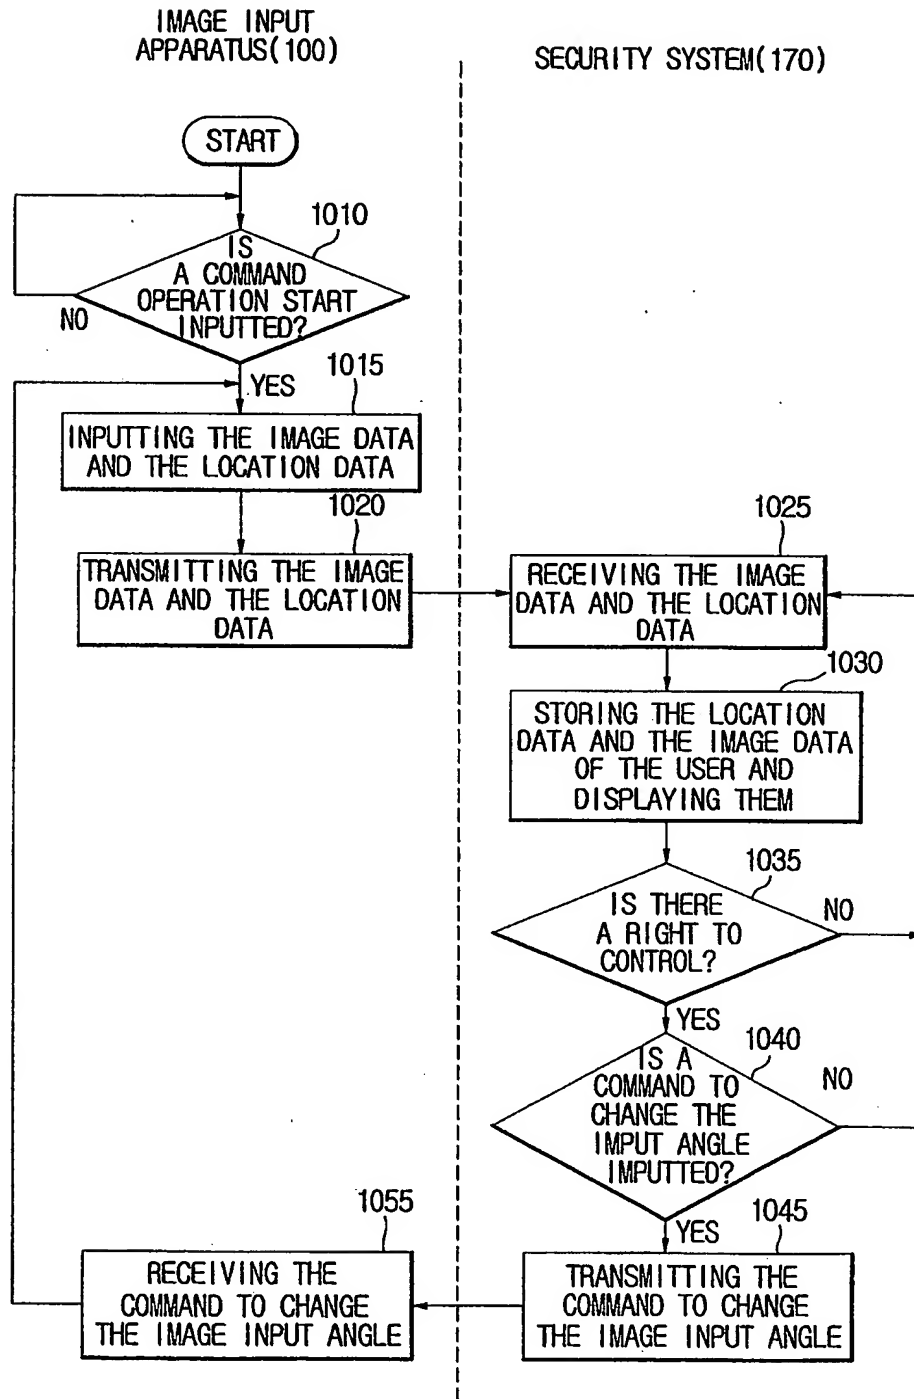 IMAGE INPUT
APPARATUS(100)
SECURITY SYSTEM(170)
START
1010
IS
A COMMAND
OPERATION START
INPUTTED?
NO
YES
1015
INPUTTING THE IMAGE DATA
AND THE LOCATION DATA
1020
TRANSMITTING THE IMAGE
DATA AND THE LOCATION
DATA
1025
RECEIVING THE IMAGE
DATA AND THE LOCATION
DATA
1030
STORING THE LOCATION
DATA AND THE IMAGE DATA
OF THE USER AND
DISPLAYING THEM
1035
IS THERE
A RIGHT TO
CONTROL?
NO
YES
1040
IS A
COMMAND TO
CHANGE THE
IMPUT ANGLE
IMPUTTED?
NO
YES
1045
TRANSMITTING THE
COMMAND TO CHANGE
THE IMAGE INPUT ANGLE
1055
RECEIVING THE
COMMAND TO CHANGE
THE IMAGE INPUT ANGLE